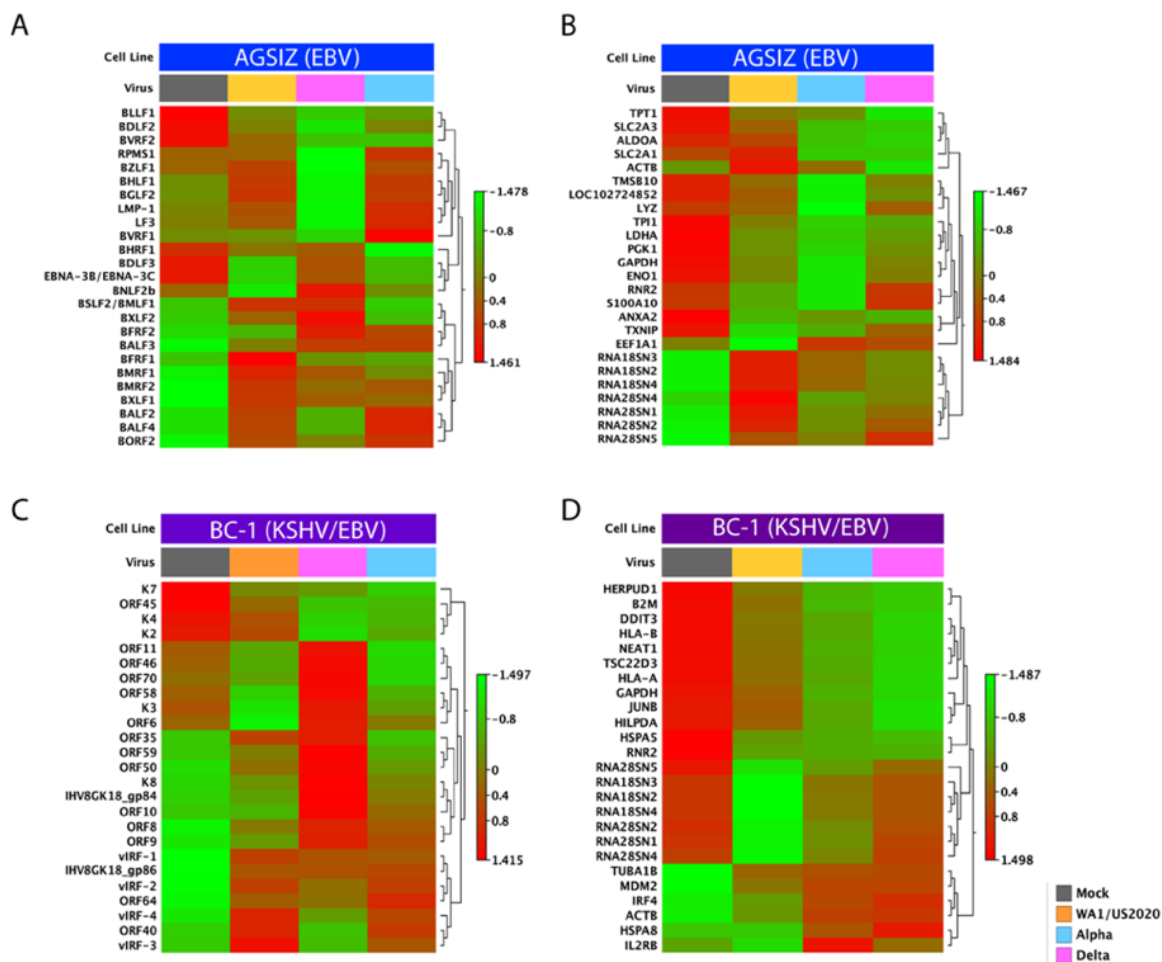 A
Cell Line
AGSIZ (EBV)
Virus
BLLF1
BDLF2
BVRF2
RPMS1
BZLF1
BHLF1
BGLF2
LMP-1
LF3
BVRF1
BHRF1
BDLF3
EBNA-3B/EBNA-3C
BNLF2b
BSLF2/BMLF1
BXLF2
BFRF2
BALF3
BFRF1
BMRF1
BMRF2
BXLF1
BALF2
BALF4
BORF2
-1.478
-0.8
0
0.4
0.8
1.461
B
Cell Line
AGSIZ (EBV)
Virus
TPT1
SLC2A3
ALDOA
SLC2A1
ACTB
TMSB10
LOC102724852
LYZ
TPI1
LDHA
PGK1
GAPDH
ENO1
RNR2
S100A10
ANXA2
TXNIP
EEF1A1
RNA18SN3
RNA18SN2
RNA18SN4
RNA28SN4
RNA28SN1
RNA28SN2
RNA28SN5
-1.467
-0.8
0
0.4
0.8
1.484
C
Cell Line
BC-1 (KSHV/EBV)
Virus
K7
ORF45
K4
K2
ORF11
ORF46
ORF70
ORF58
K3
ORF6
ORF35
ORF59
ORF50
K8
IHV8GK18_gp84
ORF10
ORF8
ORF9
vIRF-1
IHV8GK18_gp86
vIRF-2
ORF64
vIRF-4
ORF40
vIRF-3
-1.497
-0.8
0
0.4
0.8
1.415
D
Cell Line
BC-1 (KSHV/EBV)
Virus
HERPUD1
B2M
DDIT3
HLA-B
NEAT1
TSC22D3
HLA-A
GAPDH
JUNB
HILPDA
HSPA5
RNR2
RNA28SN5
RNA18SN3
RNA18SN2
RNA18SN4
RNA28SN2
RNA28SN1
RNA28SN4
TUBA1B
MDM2
IRF4
ACTB
HSPA8
IL2RB
-1.487
-0.8
0
0.4
0.8
1.498
Mock
WA1/US2020
Alpha
Delta